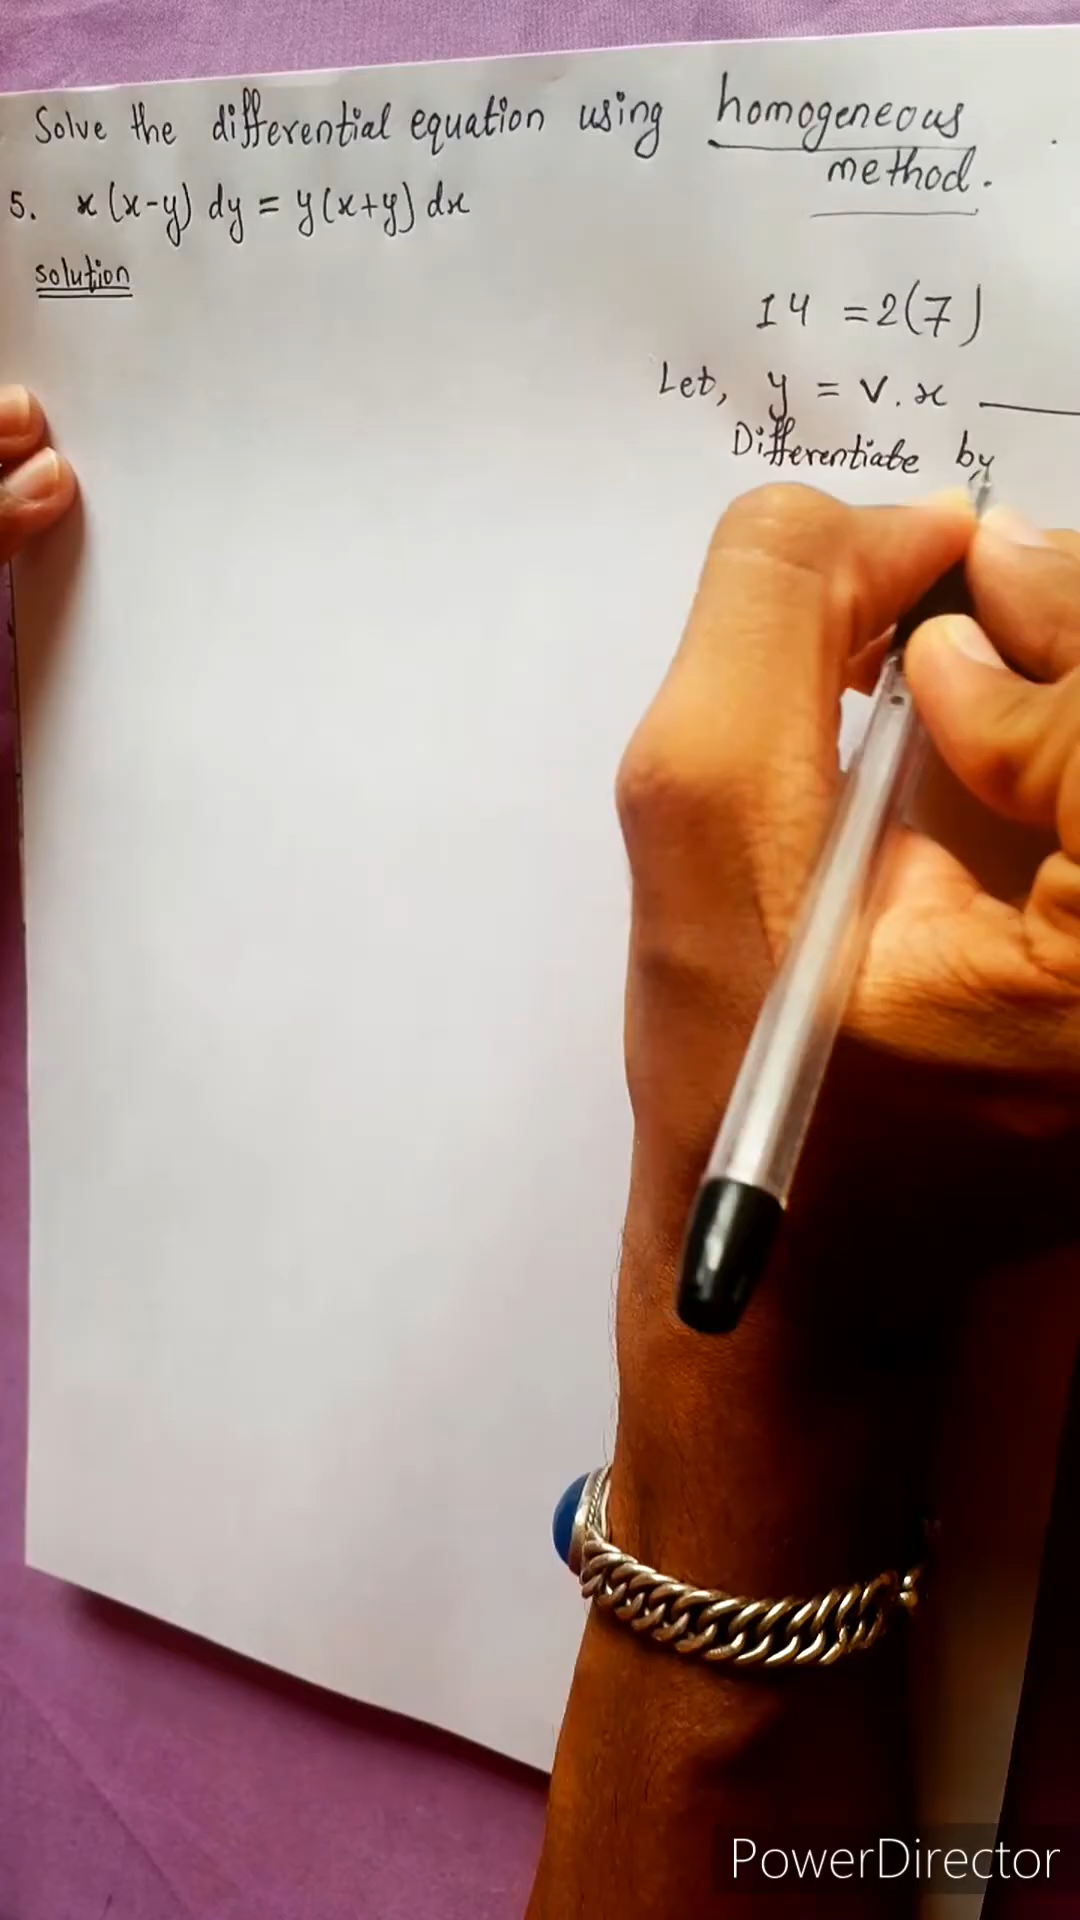 Solve the differential equation using homogeneous
method.
5. x(x-y) dy = y(x+y) dx
solution
14 = 2(7)
Let, y = v.x
Differentiate by
PowerDirector